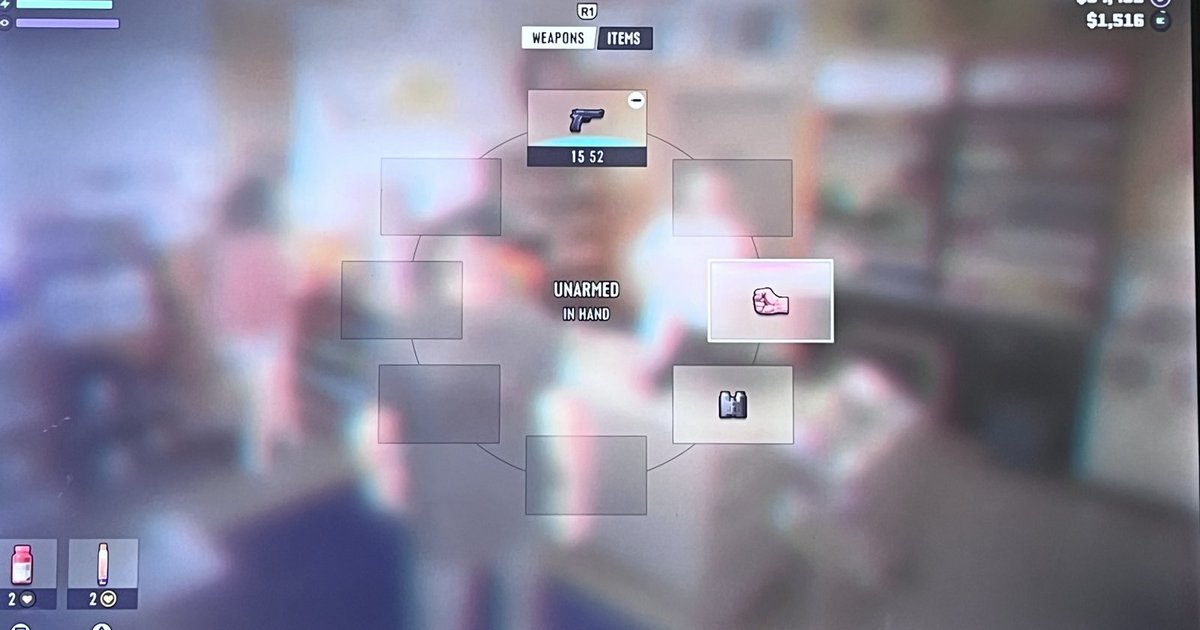 R1
WEAPONS ITEMS
$1,516
15 52
UNARMED
IN HAND
2
2